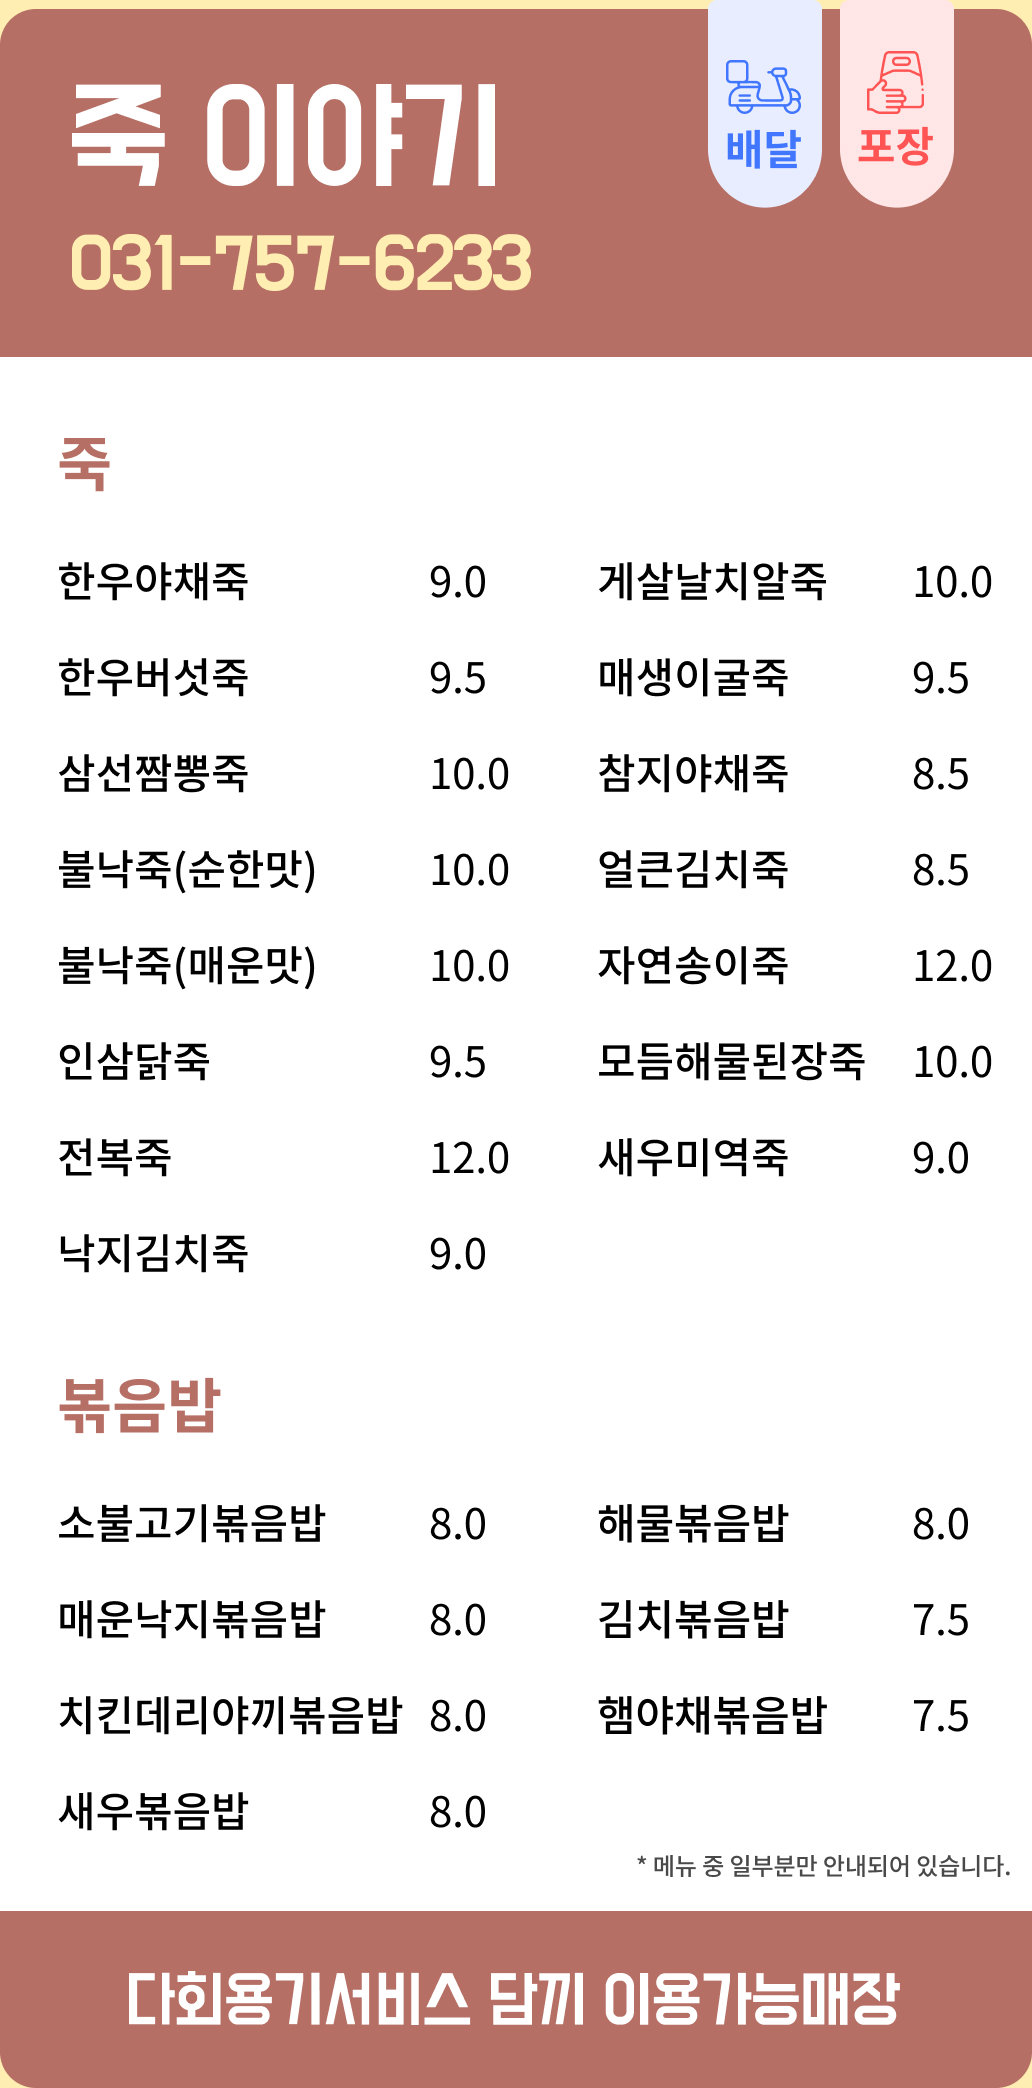 죽 이야기
배달
포장
031-757-6233
죽
한우야채죽 9.0 게살날치알죽 10.0
한우버섯죽 9.5 매생이굴죽 9.5
삼선짬뽕죽 10.0 참지야채죽 8.5
불낙죽(순한맛) 10.0 얼큰김치죽 8.5
불낙죽(매운맛) 10.0 자연송이죽 12.0
인삼닭죽 9.5 모듬해물된장죽 10.0
전복죽 12.0 새우미역죽 9.0
낙지김치죽 9.0
볶음밥
소불고기볶음밥 8.0 해물볶음밥 8.0
매운낙지볶음밥 8.0 김치볶음밥 7.5
치킨데리야끼볶음밥 8.0 햄야채볶음밥 7.5
새우볶음밥 8.0
* 메뉴 중 일부분만 안내되어 있습니다.
다회용기서비스 담끼 이용가능매장